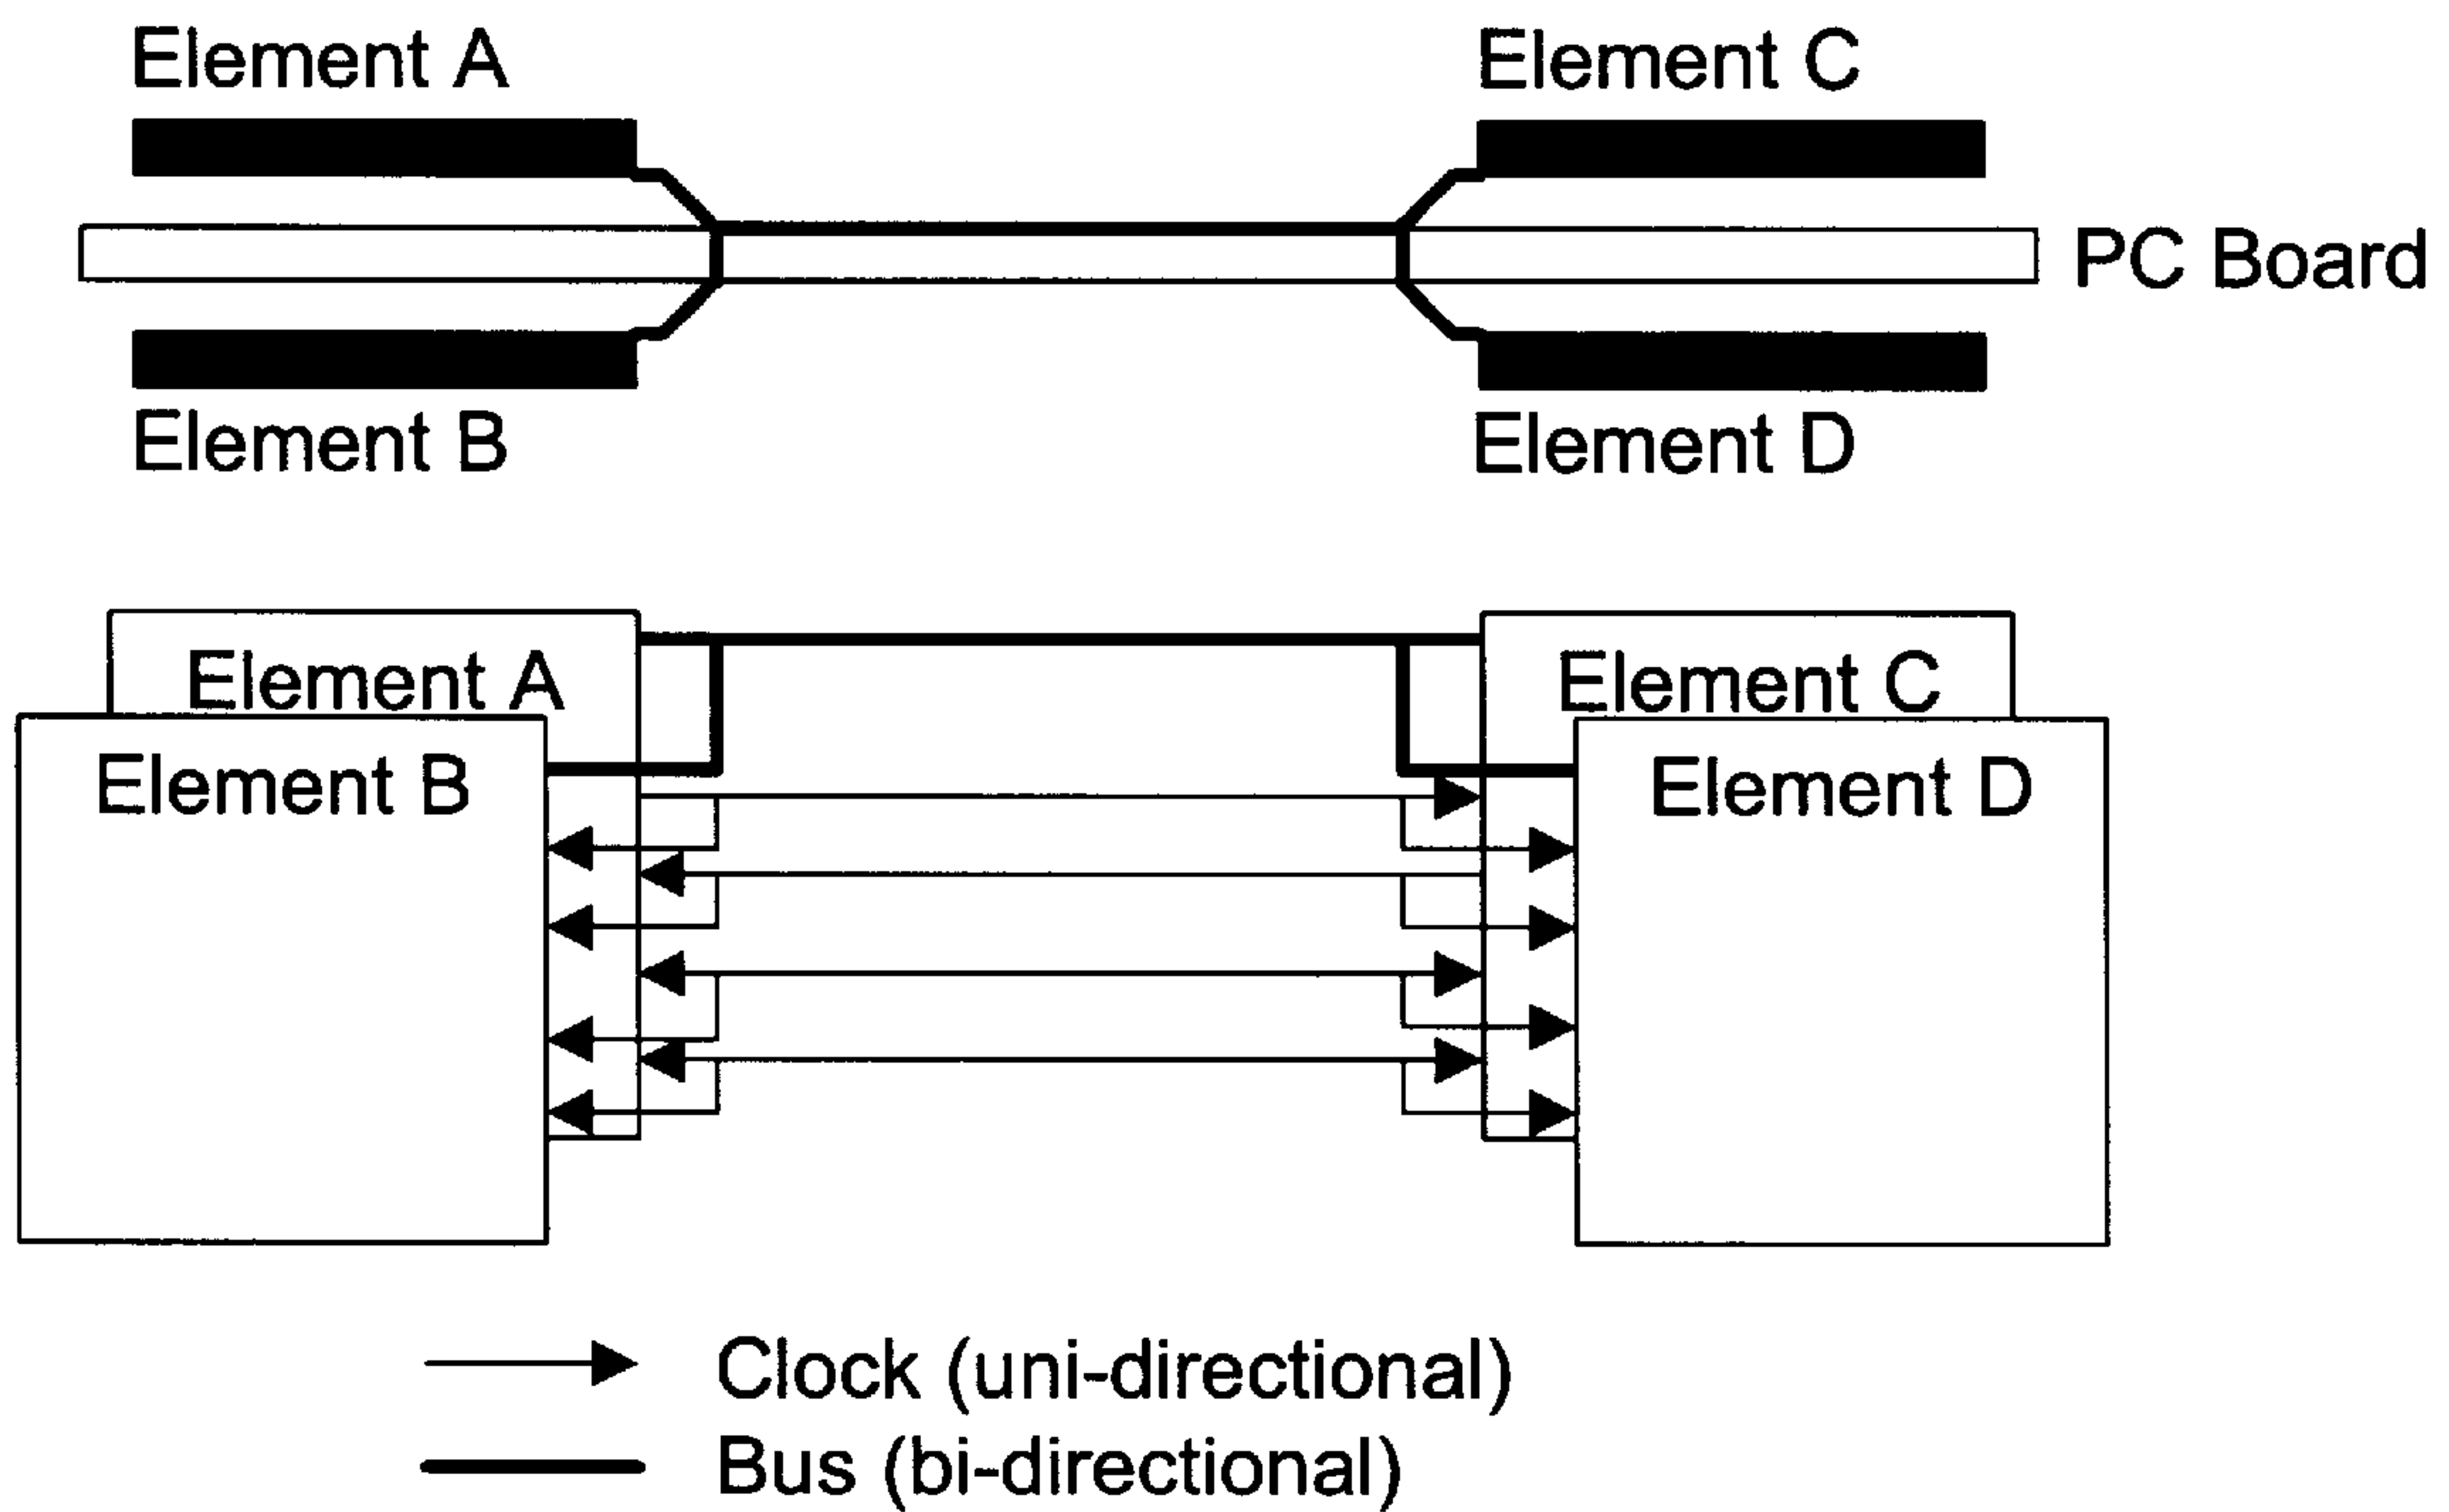 Element A
Element C
PC Board
Element B
Element D
Element A
Element C
Element B
Element D
Clock (uni-directional)
Bus (bi-directional)